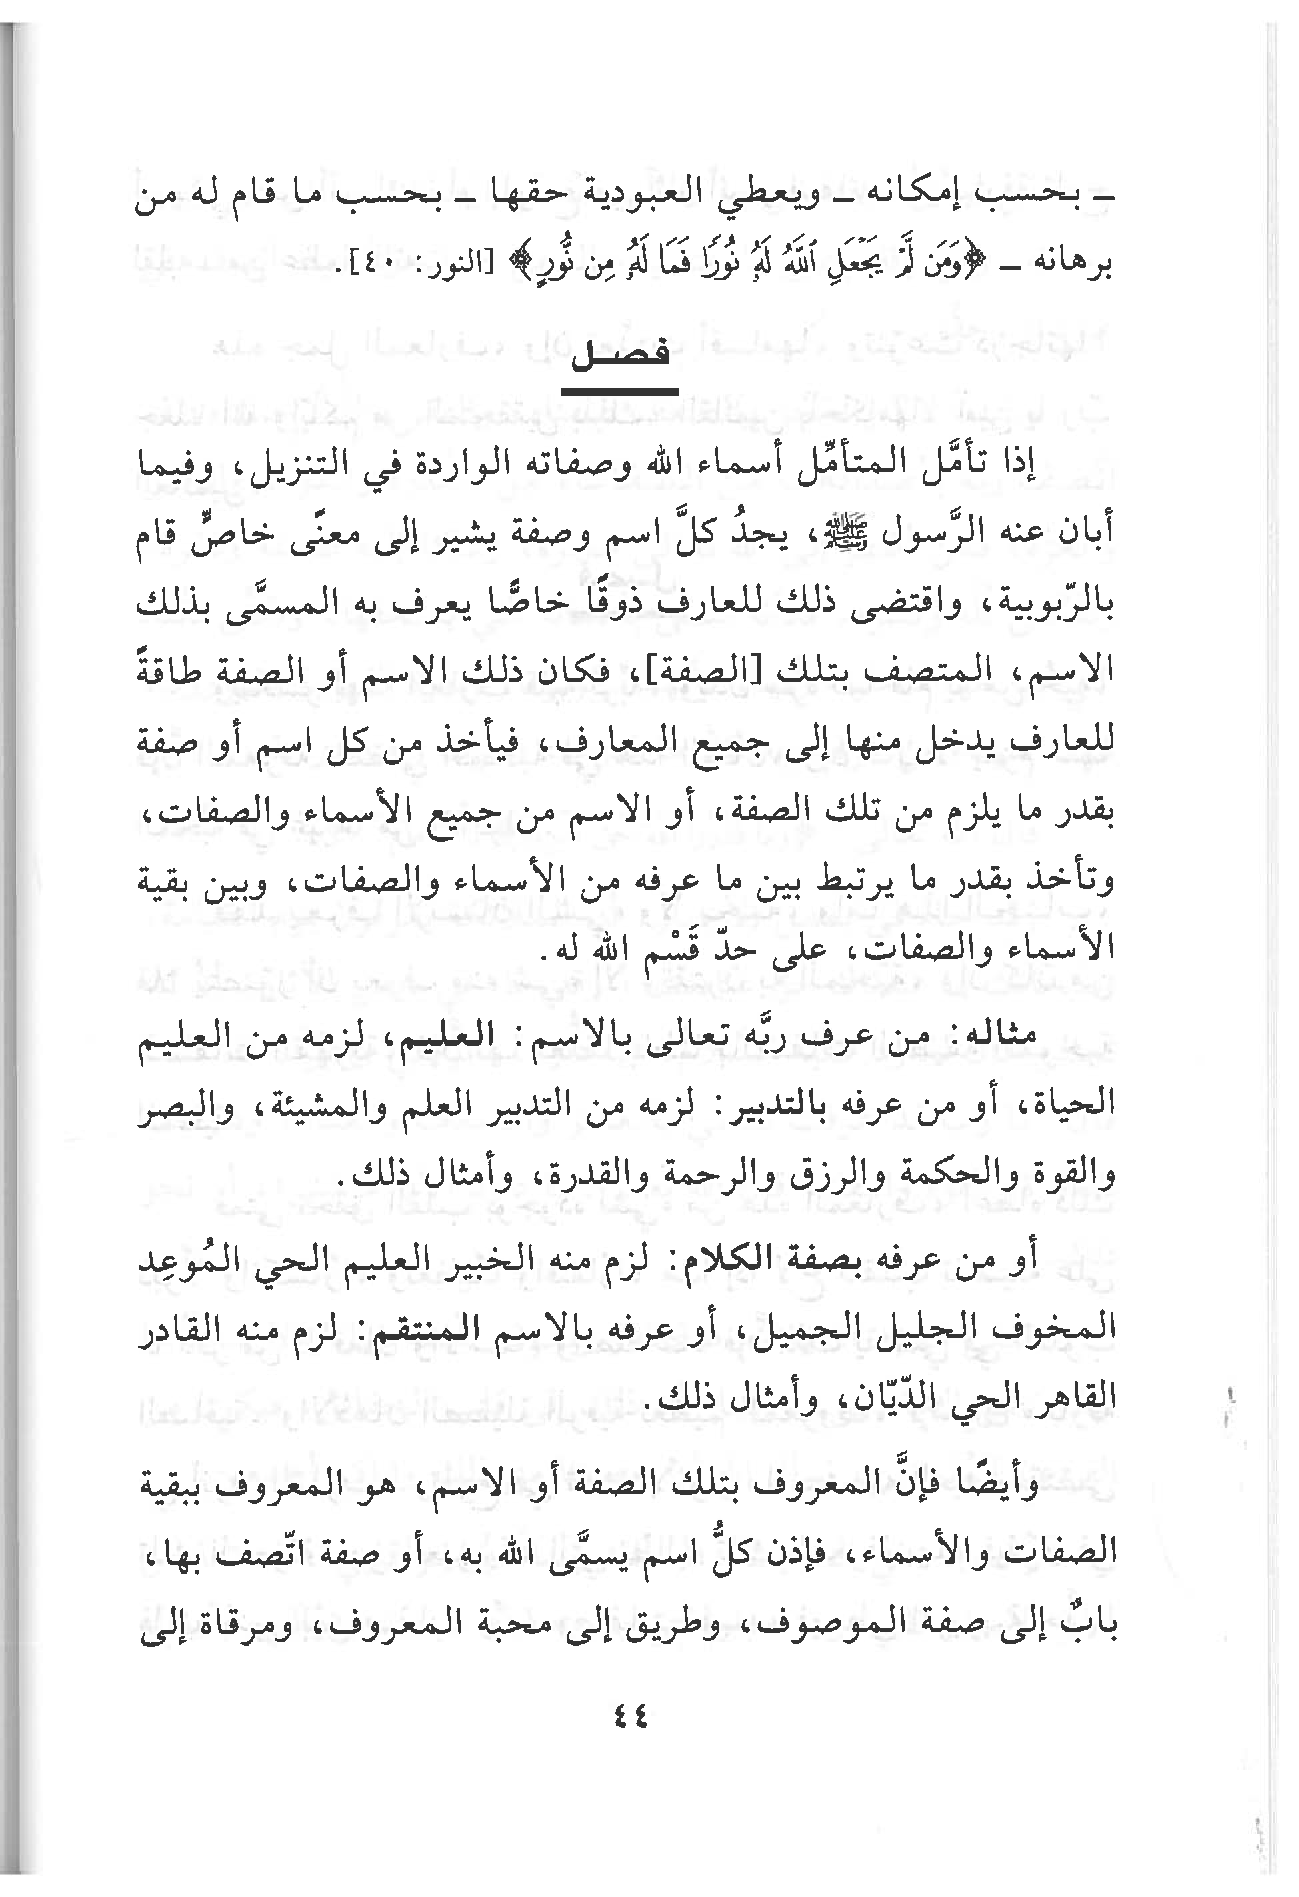 ـ بحسب إمكانه ـ ويعطي العبودية حقها ـ بحسب ما قام له من
برهانه ـ ﴿وَمَن لَّمْ يَجْعَلِ ٱللَّهُ لَهُۥ نُورًا فَمَا لَهُۥ مِن نُّورٍ﴾ [النور: ٤٠].
فصل
إذا تأمَّل المتأمِّل أسماء الله وصفاته الواردة في التنزيل، وفيما
أبان عنه الرَّسول ﷺ، يجدُ كلَّ اسم وصفة يشير إلى معنًى خاصٍّ قام
بالرّبوبية، واقتضى ذلك للعارف ذوقًا خاصًّا يعرف به المسمَّى بذلك
الاسم، المتصف بتلك [الصفة]، فكان ذلك الاسم أو الصفة طاقةً
للعارف يدخل منها إلى جميع المعارف، فيأخذ من كل اسم أو صفة
بقدر ما يلزم من تلك الصفة، أو الاسم من جميع الأسماء والصفات،
وتأخذ بقدر ما يرتبط بين ما عرفه من الأسماء والصفات، وبين بقية
الأسماء والصفات، على حدّ قَسْم الله له.
مثاله: من عرف ربَّه تعالى بالاسم: العليم، لزمه من العليم
الحياة، أو من عرفه بالتدبير: لزمه من التدبير العلم والمشيئة، والبصر
والقوة والحكمة والرزق والرحمة والقدرة، وأمثال ذلك.
أو من عرفه بصفة الكلام: لزم منه الخبير العليم الحي المُوعِد
المخوف الجليل الجميل، أو عرفه بالاسم المنتقم: لزم منه القادر
القاهر الحي الدّيّان، وأمثال ذلك.
وأيضًا فإنَّ المعروف بتلك الصفة أو الاسم، هو المعروف ببقية
الصفات والأسماء، فإذن كلُّ اسم يسمَّى الله به، أو صفة اتّصف بها،
بابٌ إلى صفة الموصوف، وطريق إلى محبة المعروف، ومرقاة إلى
٤٤